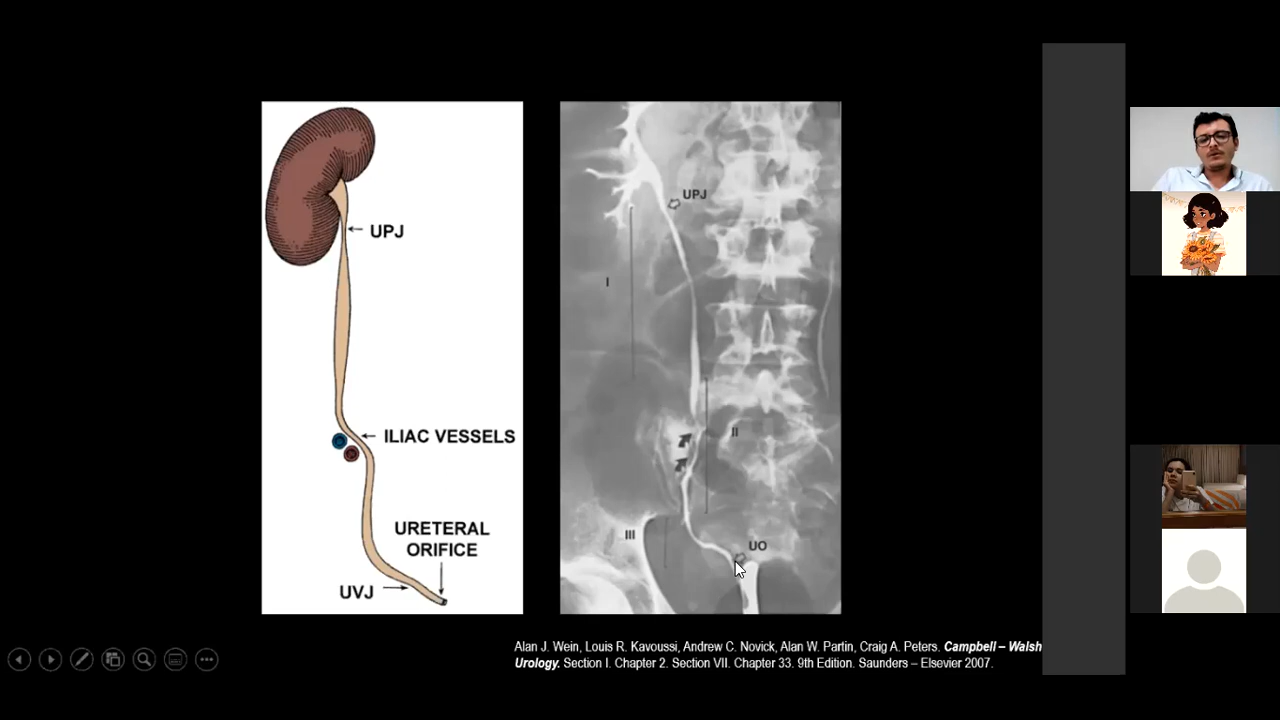 UPJ
ILIAC VESSELS
URETERAL
ORIFICE
UVJ
UPJ
I
II
III
UO
Alan J. Wein, Louis R. Kavoussi, Andrew C. Novick, Alan W. Partin, Craig A. Peters. Campbell – Walsh
Urology. Section I. Chapter 2. Section VII. Chapter 33. 9th Edition. Saunders – Elsevier 2007.